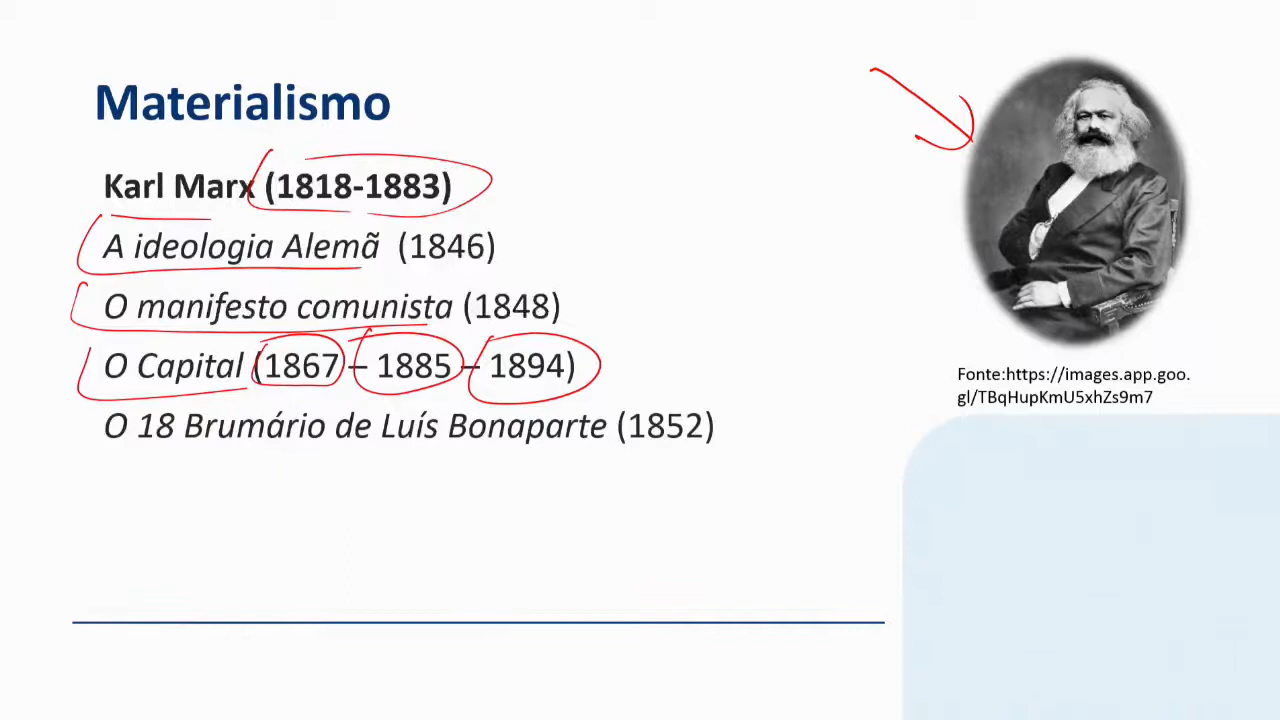 Materialismo
Karl Marx (1818-1883)
A ideologia Alemã (1846)
O manifesto comunista (1848)
O Capital (1867 – 1885 – 1894)
O 18 Brumário de Luís Bonaparte (1852)
Fonte:https://images.app.goo.
gl/TBqHupKmU5xhZs9m7